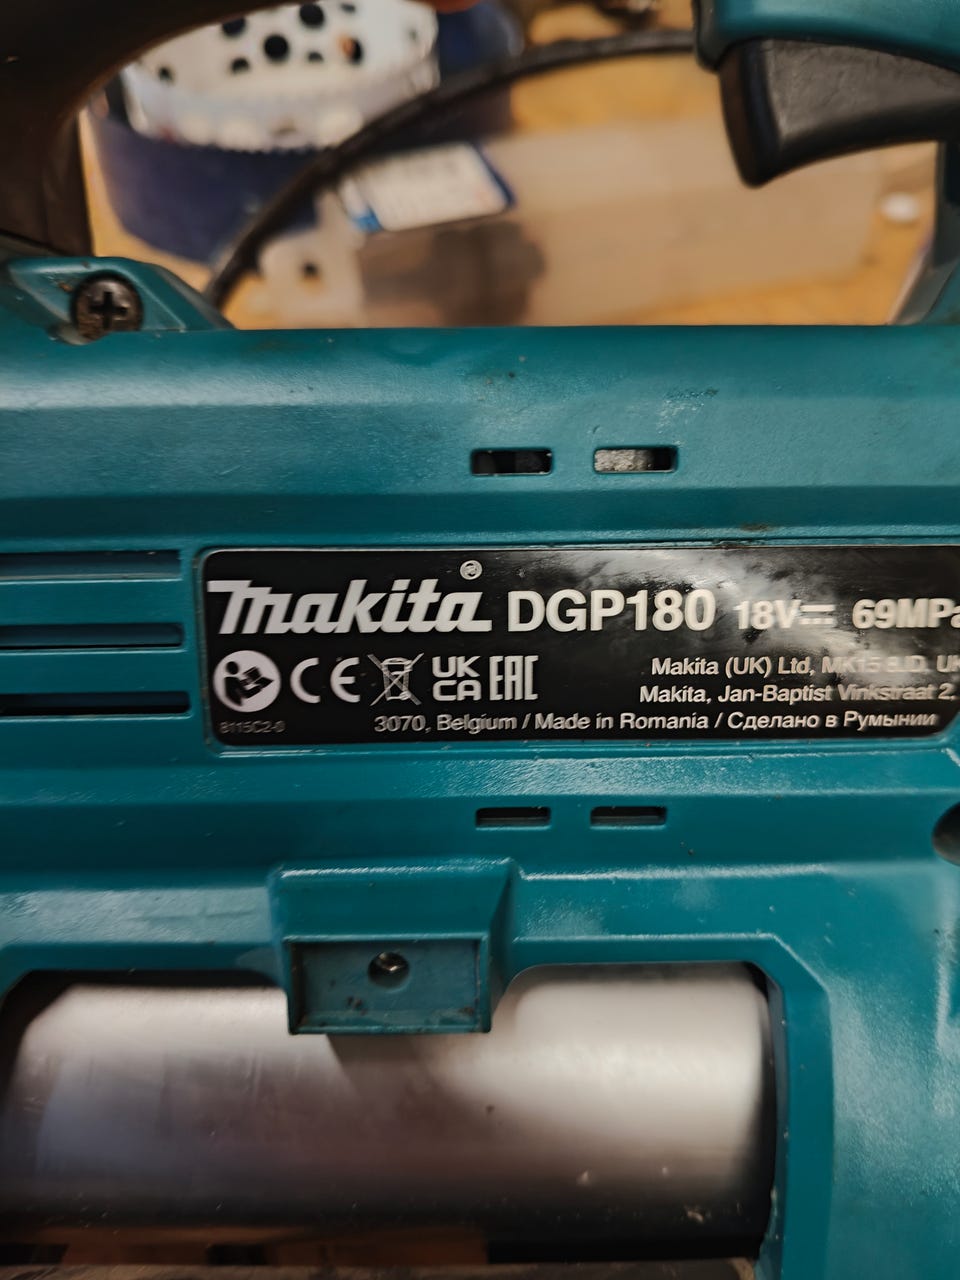 makita DGP180 18V 69MPa
CE UK CA EAC Makita (UK) Ltd,
Makita, Jan-Baptist Vinkstraat 2,
3070, Belgium / Made in Romania / Сделано в Румынии